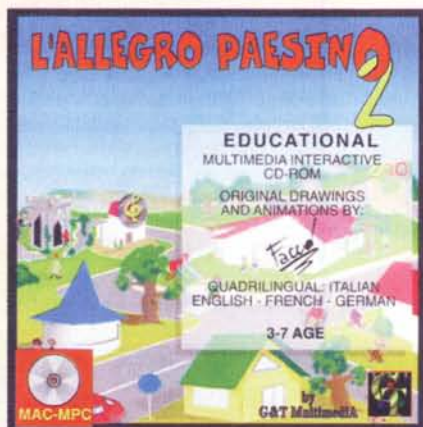 L'ALLEGRO PAESINO
2
EDUCATIONAL
MULTIMEDIA INTERACTIVE
CD-ROM
ORIGINAL DRAWINGS
AND ANIMATIONS BY:
Facco
QUADRILINGUAL: ITALIAN
ENGLISH - FRENCH - GERMAN
3-7 AGE
by
G&T MultimediA
MAC-MPC